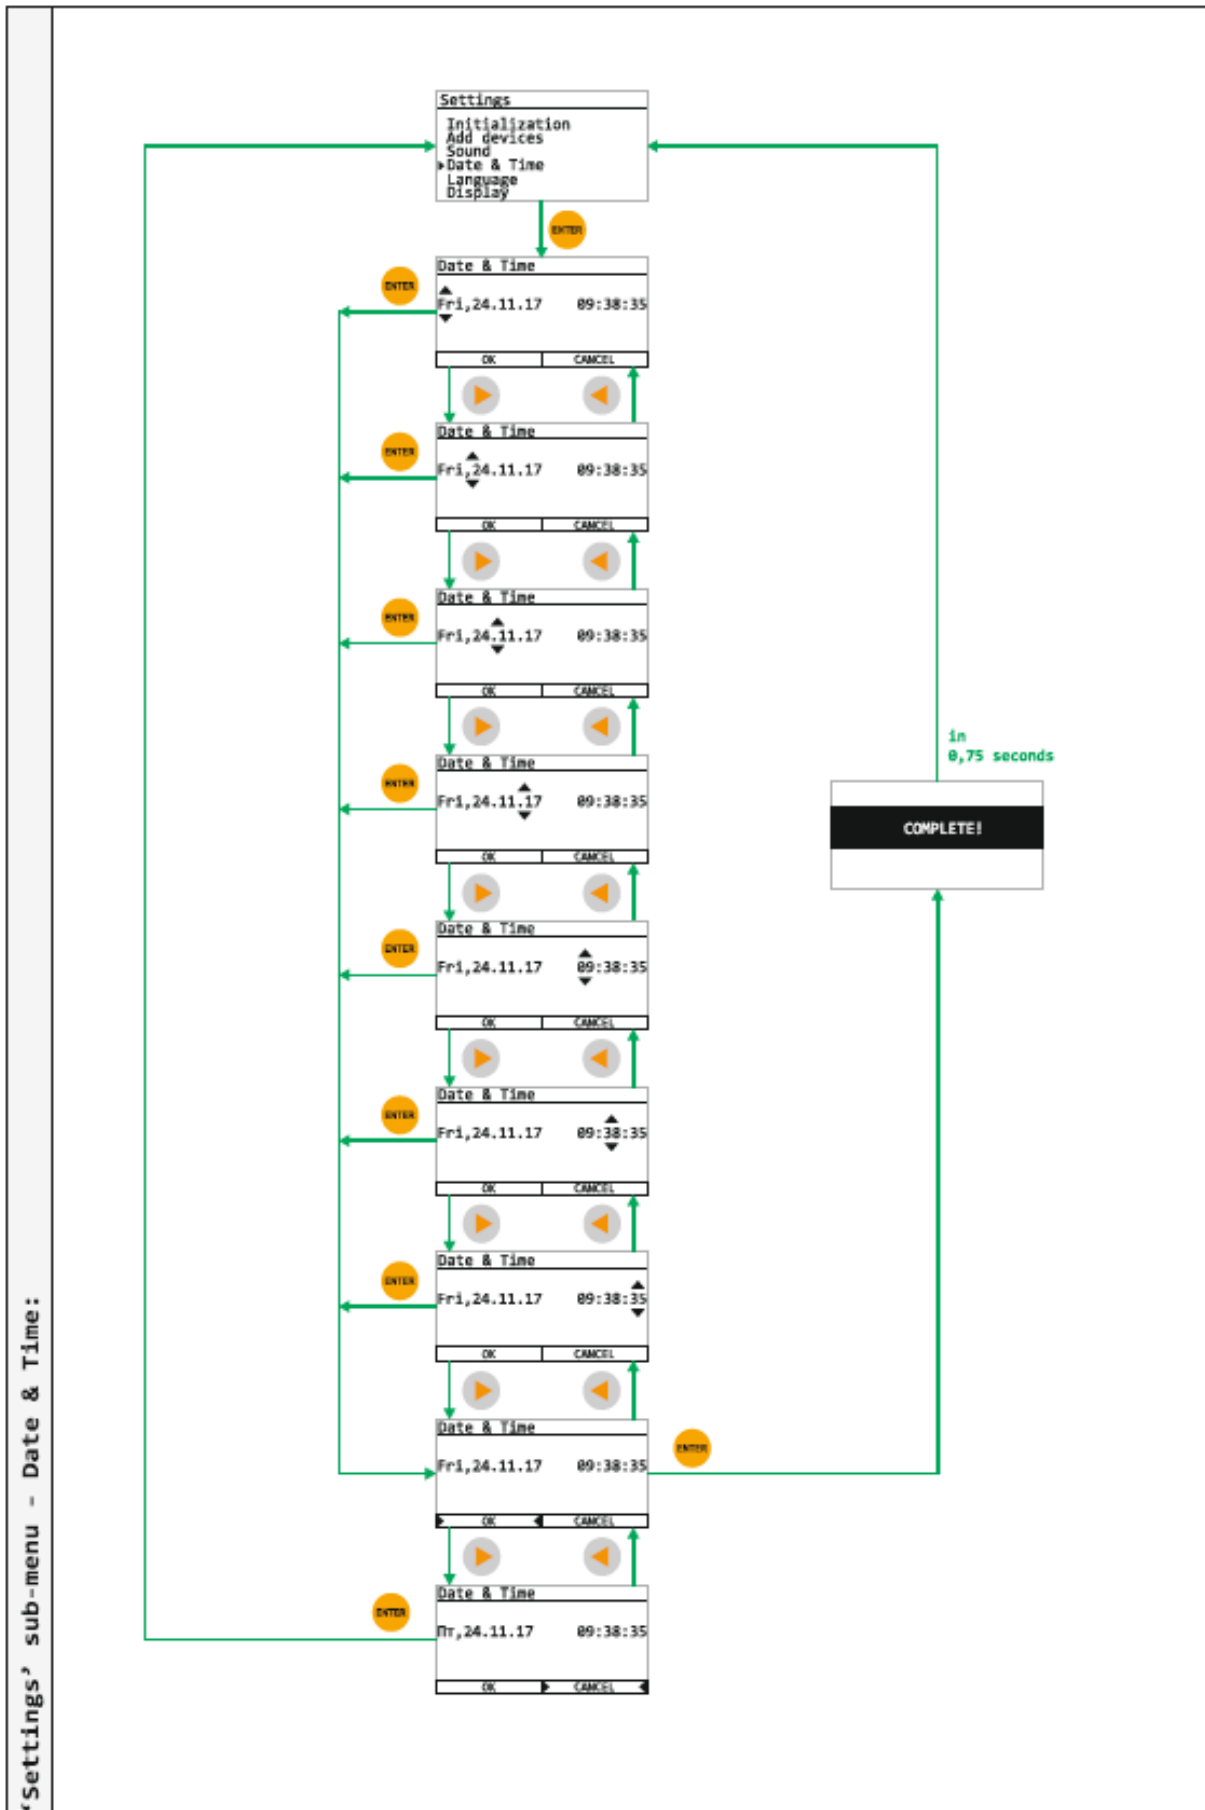 'Settings' sub-menu - Date & Time:
Settings
Initialization
Add devices
Sound
Date & Time
Language
Display
ENTER
Date & Time
ENTER
Fri,24.11.17 09:38:35
OK CANCEL
Date & Time
ENTER
Fri,24.11.17 09:38:35
OK CANCEL
Date & Time
ENTER
Fri,24.11.17 09:38:35
OK CANCEL
in
0,75 seconds
Date & Time
ENTER
Fri,24.11.17 09:38:35
COMPLETE!
OK CANCEL
Date & Time
ENTER
Fri,24.11.17 09:38:35
OK CANCEL
Date & Time
ENTER
Fri,24.11.17 09:38:35
OK CANCEL
Date & Time
ENTER
Fri,24.11.17 09:38:35
OK CANCEL
Date & Time
ENTER
Fri,24.11.17 09:38:35
OK CANCEL
Date & Time
ENTER
Пт,24.11.17 09:38:35
OK CANCEL